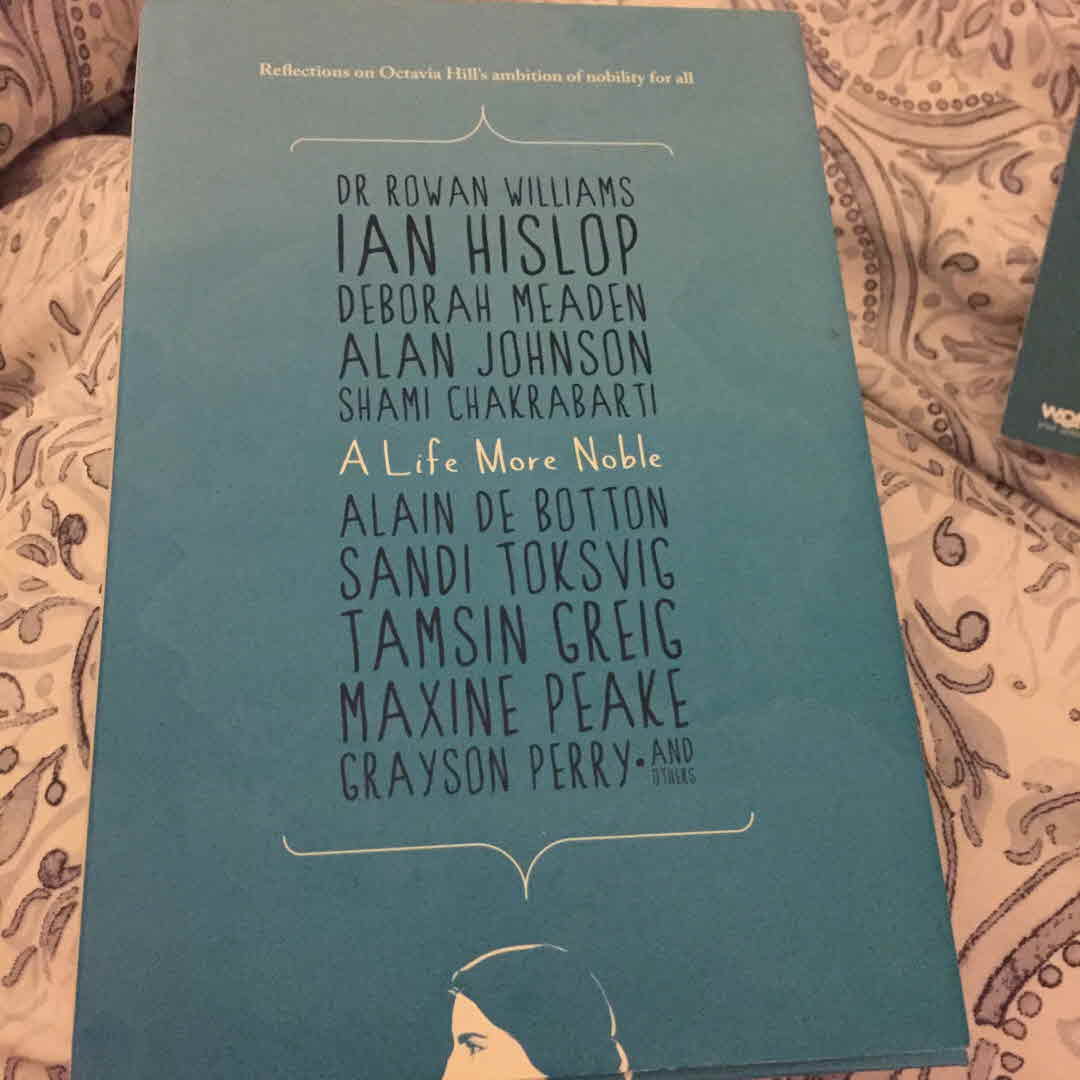 Reflections on Octavia Hill's ambition of nobility for all
DR ROWAN WILLIAMS
IAN HISLOP
DEBORAH MEADEN
ALAN JOHNSON
SHAMI CHAKRABARTI
A Life More Noble
ALAIN DE BOTTON
SANDI TOKSVIG
TAMSIN GREIG
MAXINE PEAKE
GRAYSON PERRY • AND
OTHERS